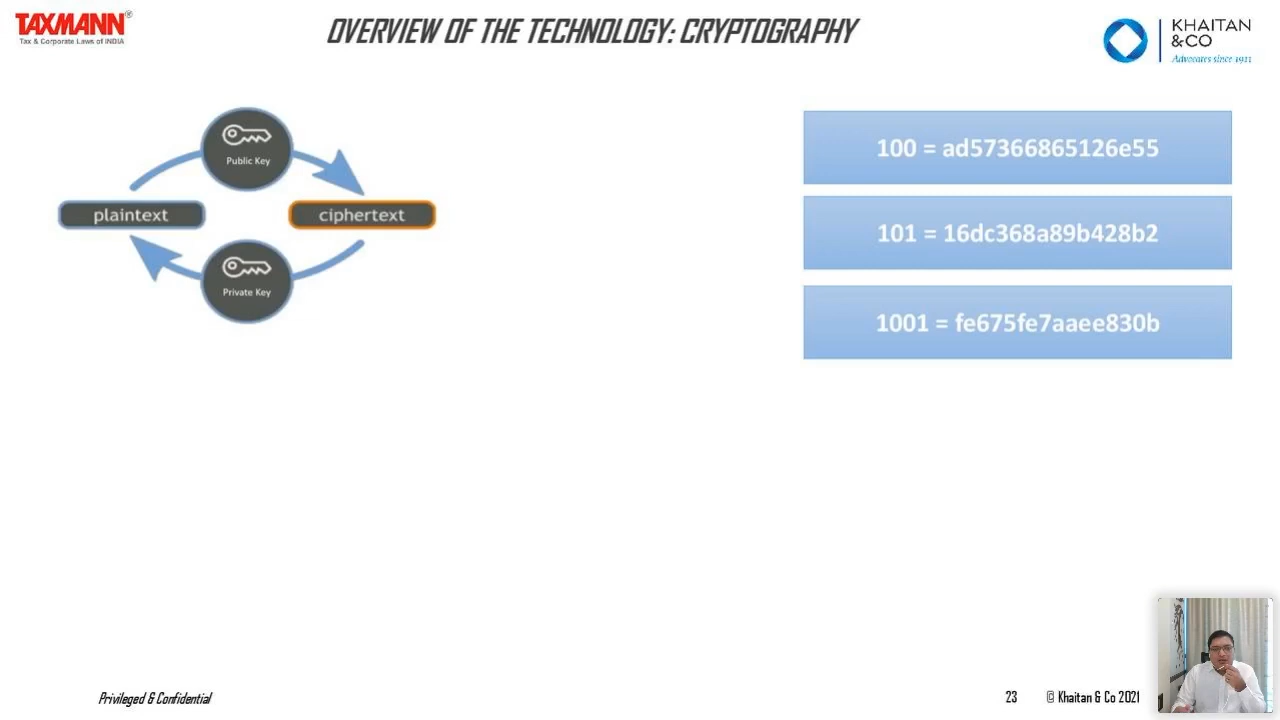 TAXMANN®
Tax & Corporate Laws of INDIA
OVERVIEW OF THE TECHNOLOGY: CRYPTOGRAPHY
KHAITAN
&CO
Advocates since 1911
Public Key
plaintext
ciphertext
Private Key
100 = ad57366865126e55
101 = 16dc368a89b428b2
1001 = fe675fe7aaee830b
Privileged & Confidential
23
© Khaitan & Co 2021